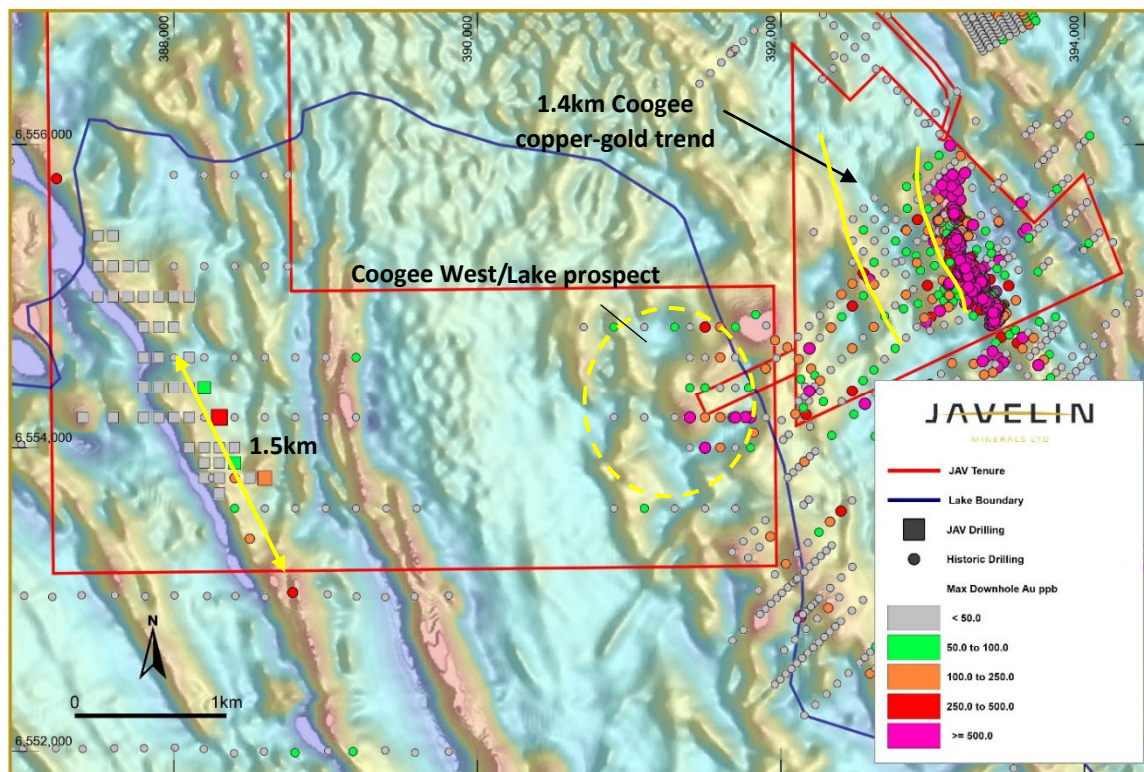 388,000
390,000
392,000
394,000
1.4km Coogee
copper-gold trend
6,556,000
Coogee West/Lake prospect
1.5km
6,554,000
N
0
1km
6,552,000
JAVELIN
MINERALS LTD
JAV Tenure
Lake Boundary
JAV Drilling
Historic Drilling
Max Downhole Au ppb
< 50.0
50.0 to 100.0
100.0 to 250.0
250.0 to 500.0
>= 500.0